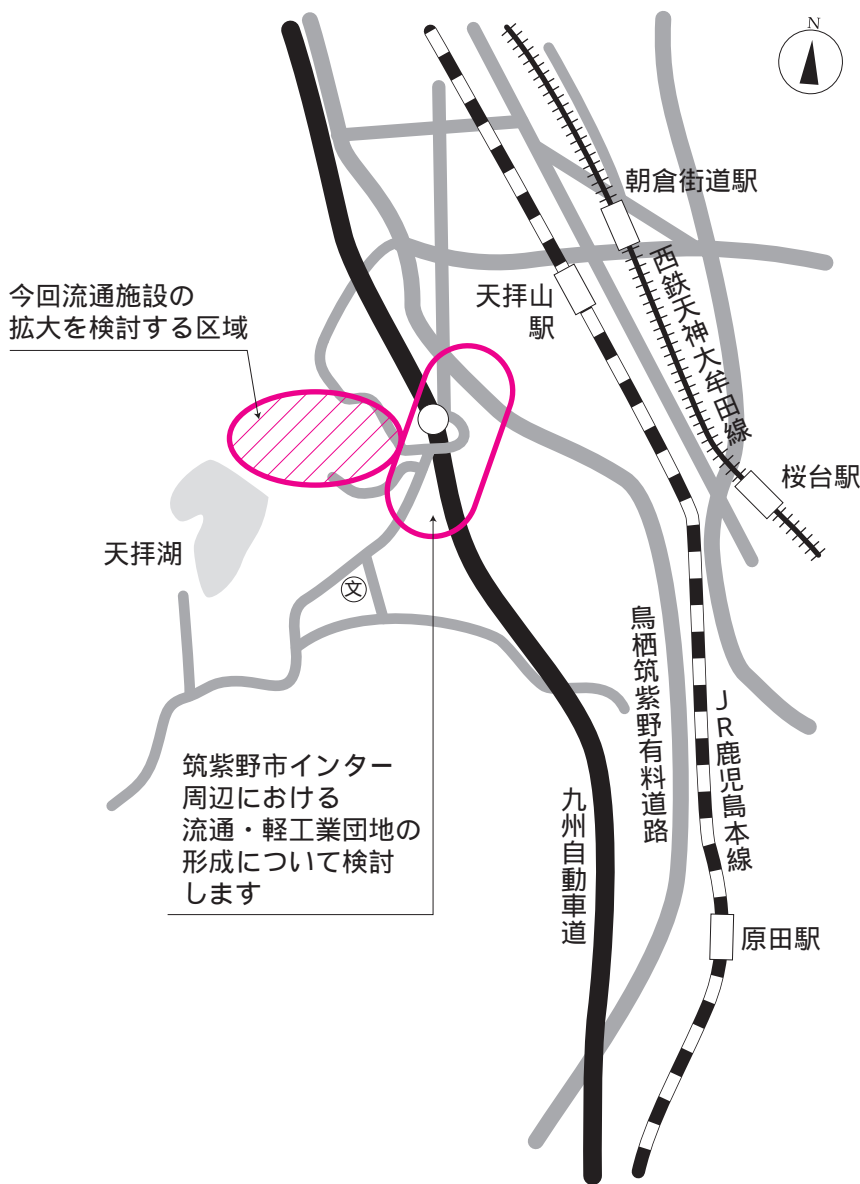 N
朝倉街道駅
今回流通施設の
拡大を検討する区域
天拝山
駅
西鉄天神大牟田線
桜台駅
天拝湖
文
鳥栖筑紫野有料道路
JR鹿児島本線
筑紫野市インター
周辺における
流通・軽工業団地の
形成について検討
します
九州自動車道
原田駅